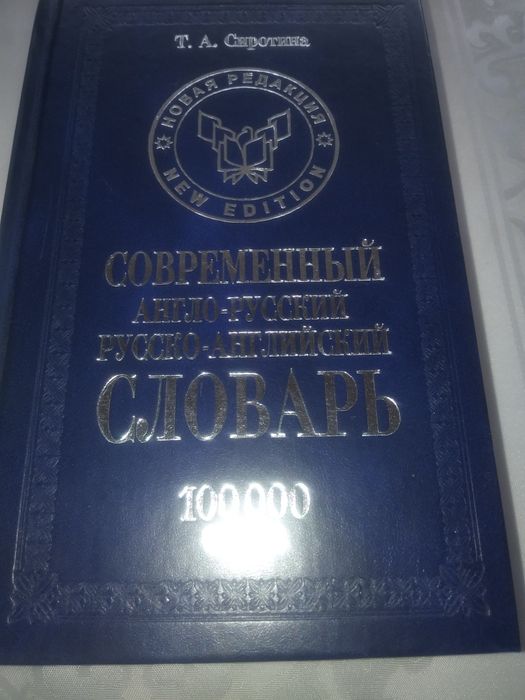 Т. А. Сиротина
НОВАЯ РЕДАКЦИЯ
NEW EDITION
СОВРЕМЕННЫЙ
АНГЛО-РУССКИЙ
РУССКО-АНГЛИЙСКИЙ
СЛОВАРЬ
100 000